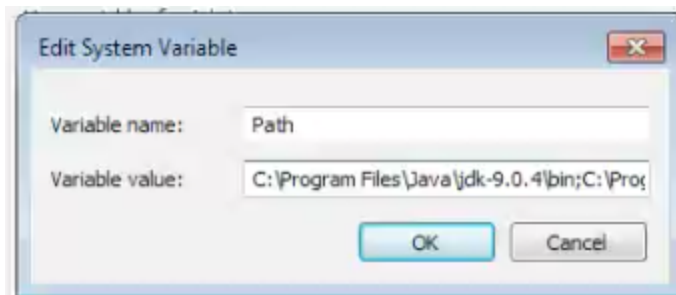 Edit System Variable
Variable name: Path
Variable value: C:\Program Files\Java\jdk-9.0.4\bin;C:\Prog
OK Cancel